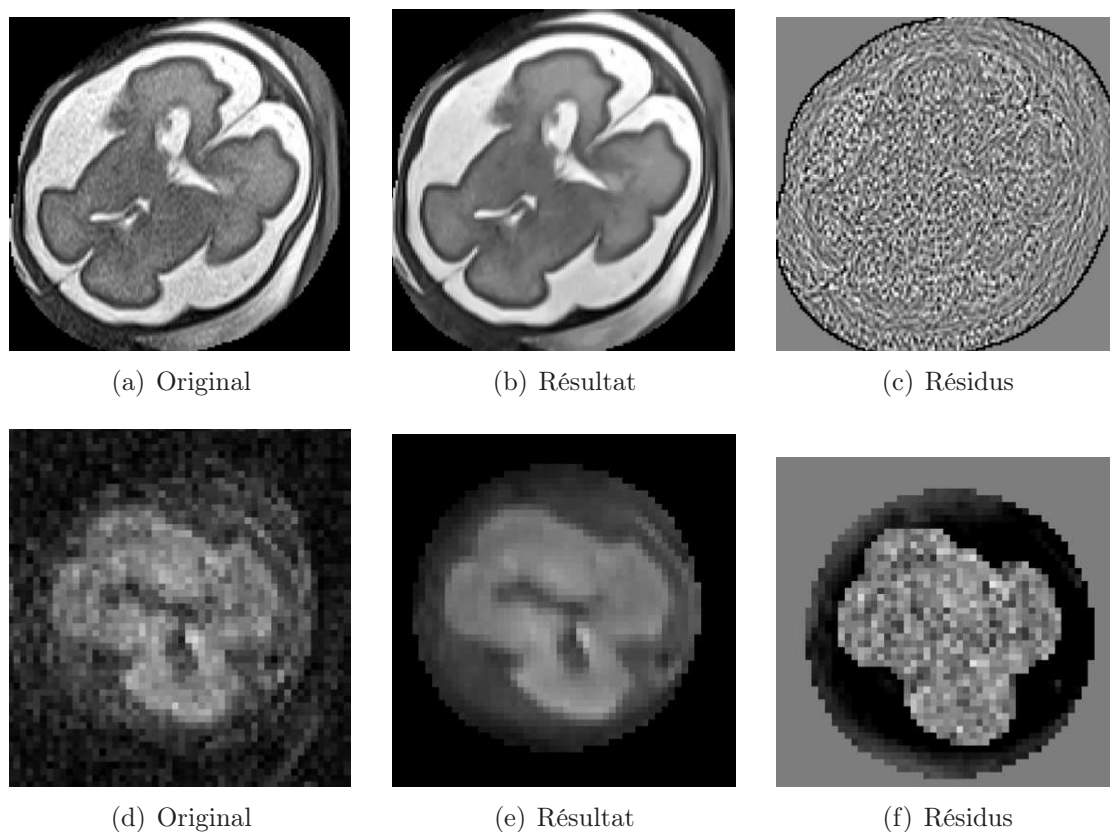 (a) Original
(b) Résultat
(c) Résidus
(d) Original
(e) Résultat
(f) Résidus